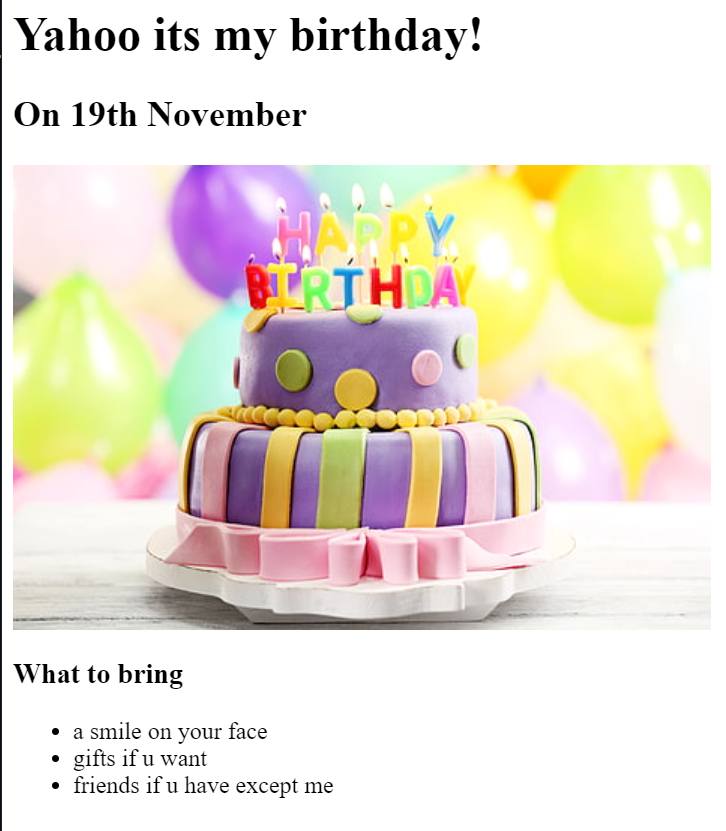 Yahoo its my birthday!
On 19th November
HAPPY
BIRTHDAY
What to bring
a smile on your face
gifts if u want
friends if u have except me